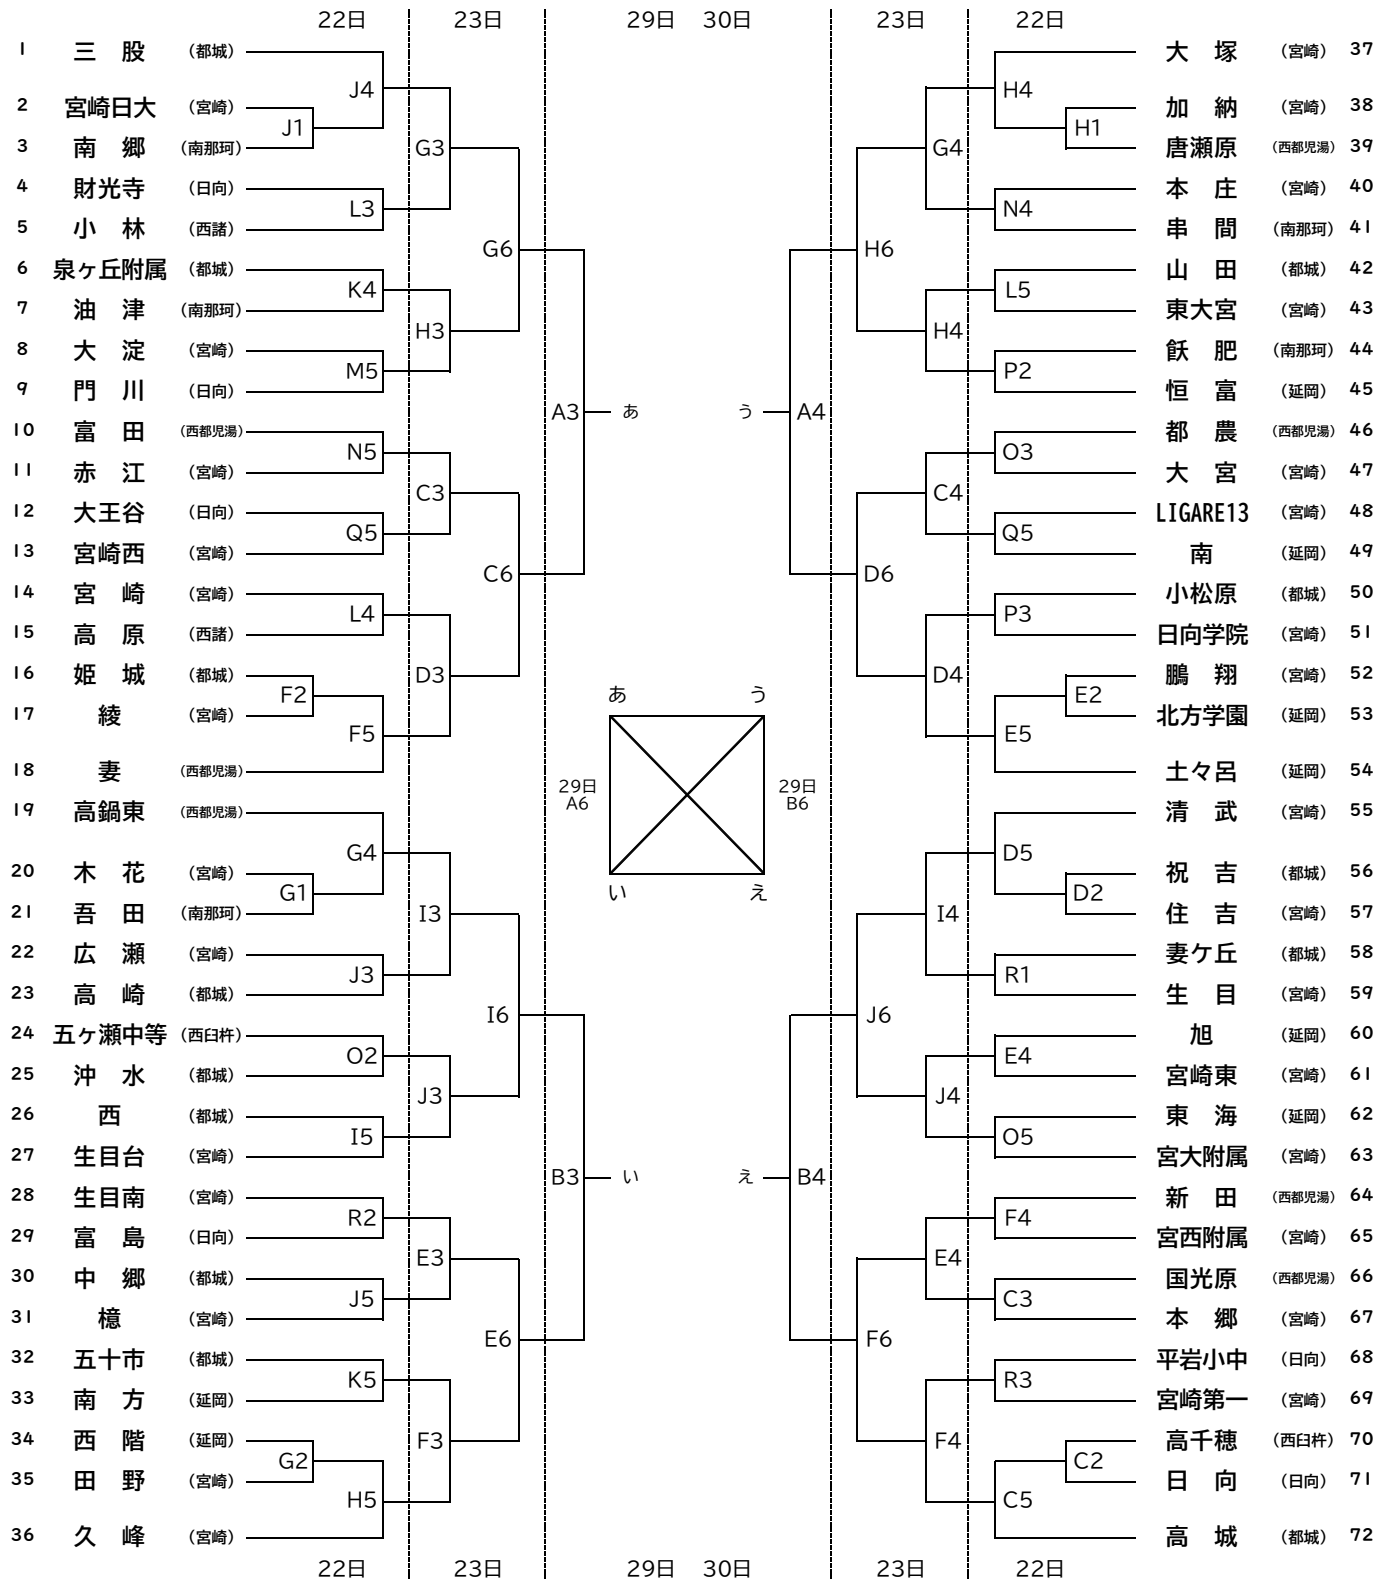 22日 23日 29日 30日 23日 22日
1 三 股 （都城） 大 塚 （宮崎） 37
J4 H4
2 宮崎日大 （宮崎） 加 納 （宮崎） 38
J1 H1
3 南 郷 （南那珂） G3 G4 唐瀬原 （西都児湯） 39
4 財光寺 （日向） 本 庄 （宮崎） 40
L3 N4
5 小 林 （西諸） 串 間 （南那珂） 41
G6 H6
6 泉ヶ丘附属 （都城） 山 田 （都城） 42
K4 L5
7 油 津 （南那珂） 東大宮 （宮崎） 43
H3 H4
8 大 淀 （宮崎） 飫 肥 （南那珂） 44
M5 P2
9 門 川 （日向） 恒 富 （延岡） 45
A3 あ う A4
10 富 田 （西都児湯） 都 農 （西都児湯） 46
N5 O3
11 赤 江 （宮崎） 大 宮 （宮崎） 47
C3 C4
12 大王谷 （日向） LIGARE13 （宮崎） 48
Q5 Q5
13 宮崎西 （宮崎） 南 （延岡） 49
C6 D6
14 宮 崎 （宮崎） 小松原 （都城） 50
L4 P3
15 高 原 （西諸） 日向学院 （宮崎） 51
16 姫 城 （都城） D3 D4 鵬 翔 （宮崎） 52
F2 あ う E2
17 綾 （宮崎） 北方学園 （延岡） 53
F5 E5
18 妻 （西都児湯） 土々呂 （延岡） 54
29日 29日
A6 B6
19 高鍋東 （西都児湯） 清 武 （宮崎） 55
G4 D5
20 木 花 （宮崎） 祝 吉 （都城） 56
G1 い え D2
21 吾 田 （南那珂） I3 I4 住 吉 （宮崎） 57
22 広 瀬 （宮崎） 妻ケ丘 （都城） 58
J3 R1
23 高 崎 （都城） 生 目 （宮崎） 59
I6 J6
24 五ヶ瀬中等 （西臼杵） 旭 （延岡） 60
O2 E4
25 沖 水 （都城） 宮崎東 （宮崎） 61
J3 J4
26 西 （都城） 東 海 （延岡） 62
I5 O5
27 生目台 （宮崎） 宮大附属 （宮崎） 63
B3 い え B4
28 生目南 （宮崎） 新 田 （西都児湯） 64
R2 F4
29 富 島 （日向） 宮西附属 （宮崎） 65
E3 E4
30 中 郷 （都城） 国光原 （西都児湯） 66
J5 C3
31 檍 （宮崎） 本 郷 （宮崎） 67
E6 F6
32 五十市 （都城） 平岩小中 （日向） 68
K5 R3
33 南 方 （延岡） 宮崎第一 （宮崎） 69
34 西 階 （延岡） F3 F4 高千穂 （西臼杵） 70
G2 C2
35 田 野 （宮崎） 日 向 （日向） 71
H5 C5
36 久 峰 （宮崎） 高 城 （都城） 72
22日 23日 29日 30日 23日 22日